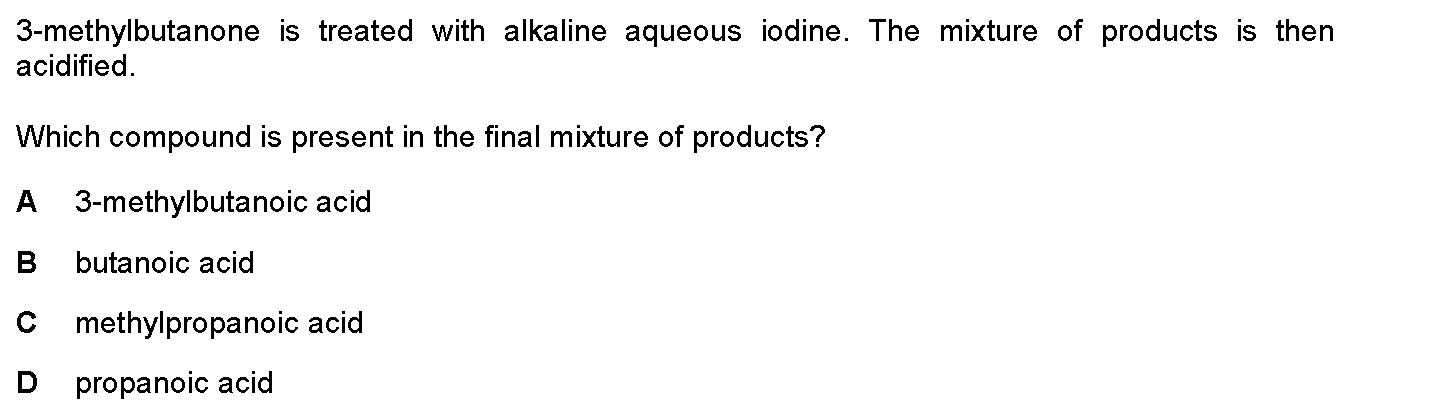 3-methylbutanone is treated with alkaline aqueous iodine. The mixture of products is then
acidified.
Which compound is present in the final mixture of products?
A 3-methylbutanoic acid
B butanoic acid
C methylpropanoic acid
D propanoic acid